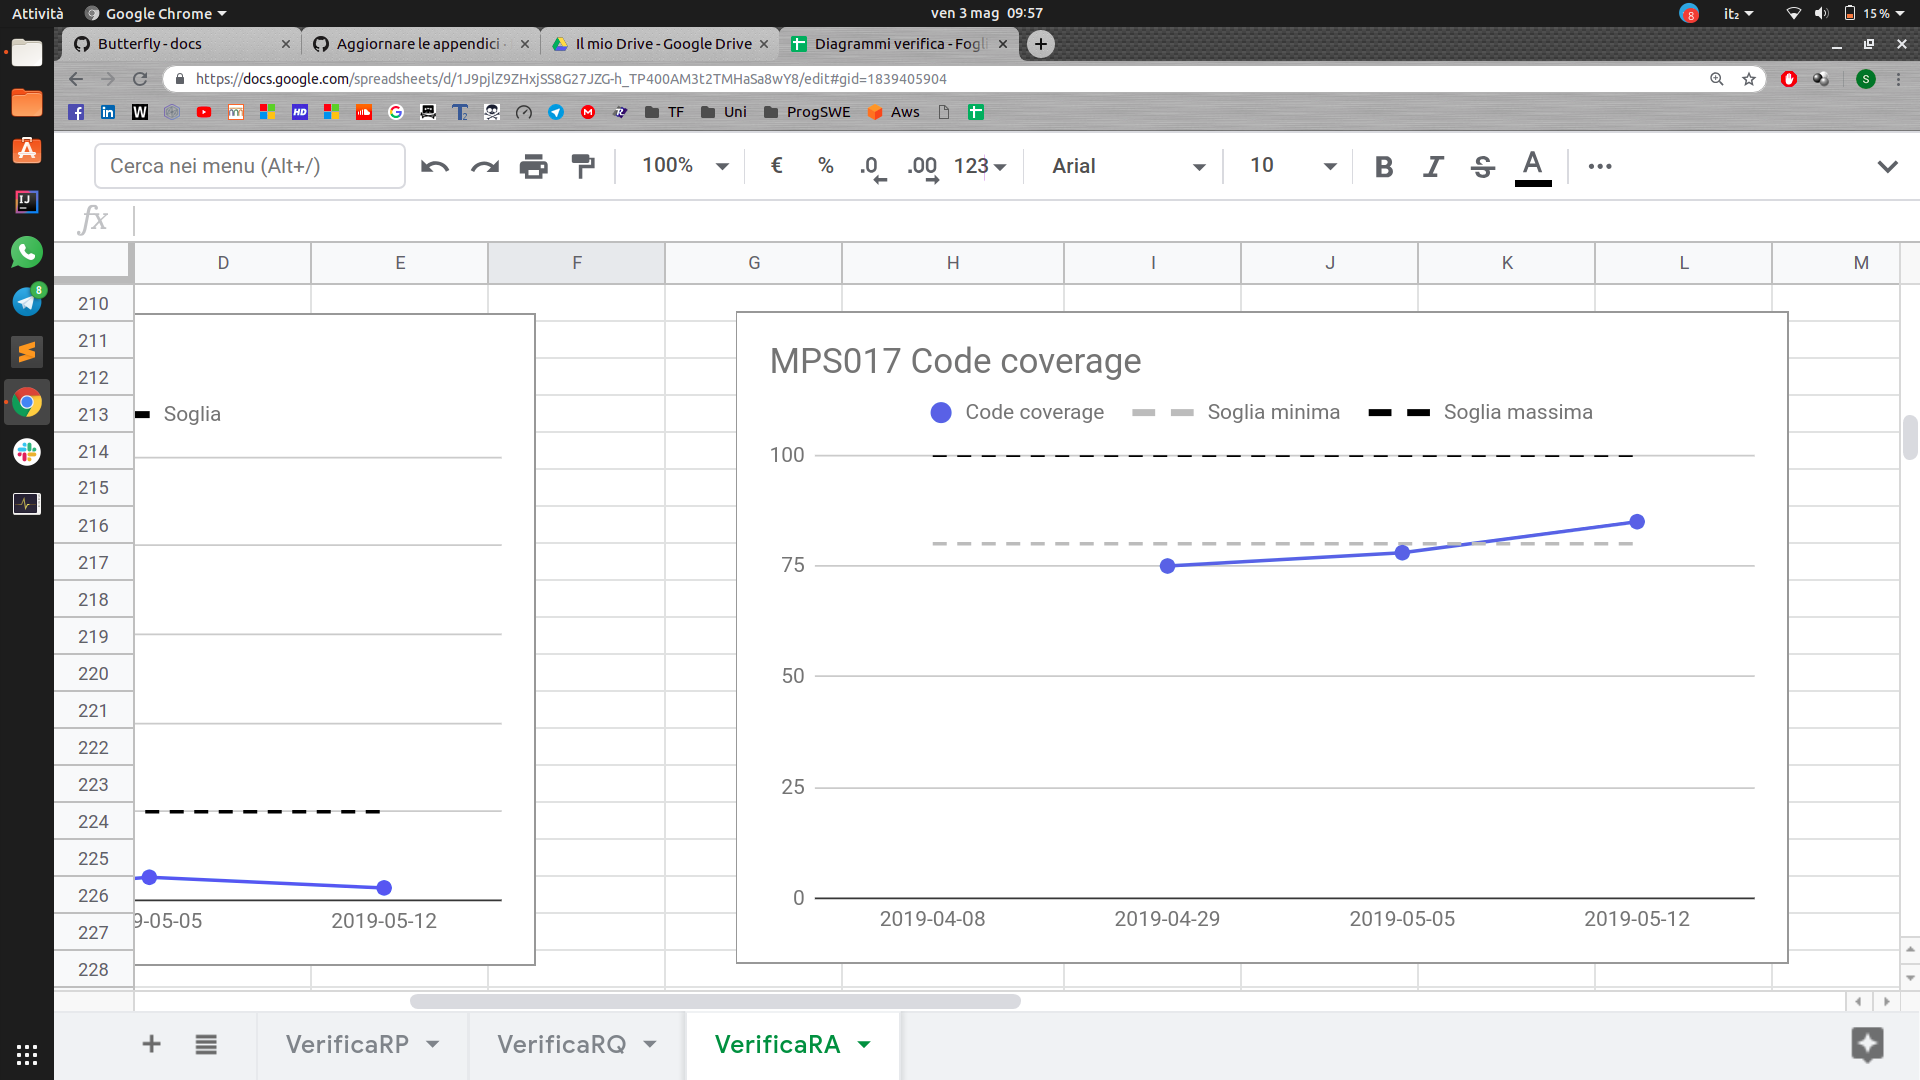 Attività
Google Chrome
ven 3 mag 09:57
8
it₂
15 %
Butterfly - docs
Aggiornare le appendici ·
Il mio Drive - Google Drive
Diagrammi verifica - Fogli
https://docs.google.com/spreadsheets/d/1J9pjlZ9ZHxjSS8G27JZG-h_TP400AM3t2TMHaSa8wY8/edit#gid=1839405904
S
TF
Uni
ProgSWE
Aws
Cerca nei menu (Alt+/)
100%
€
%
.0
.00
123
Arial
10
B
I
S
A
fx
D
E
F
G
H
I
J
K
L
M
210
211
212
213
214
215
216
217
218
219
220
221
222
223
224
225
226
227
228
Soglia
9-05-05
2019-05-12
MPS017 Code coverage
Code coverage
Soglia minima
Soglia massima
100
75
50
25
0
2019-04-08
2019-04-29
2019-05-05
2019-05-12
VerificaRP
VerificaRQ
VerificaRA